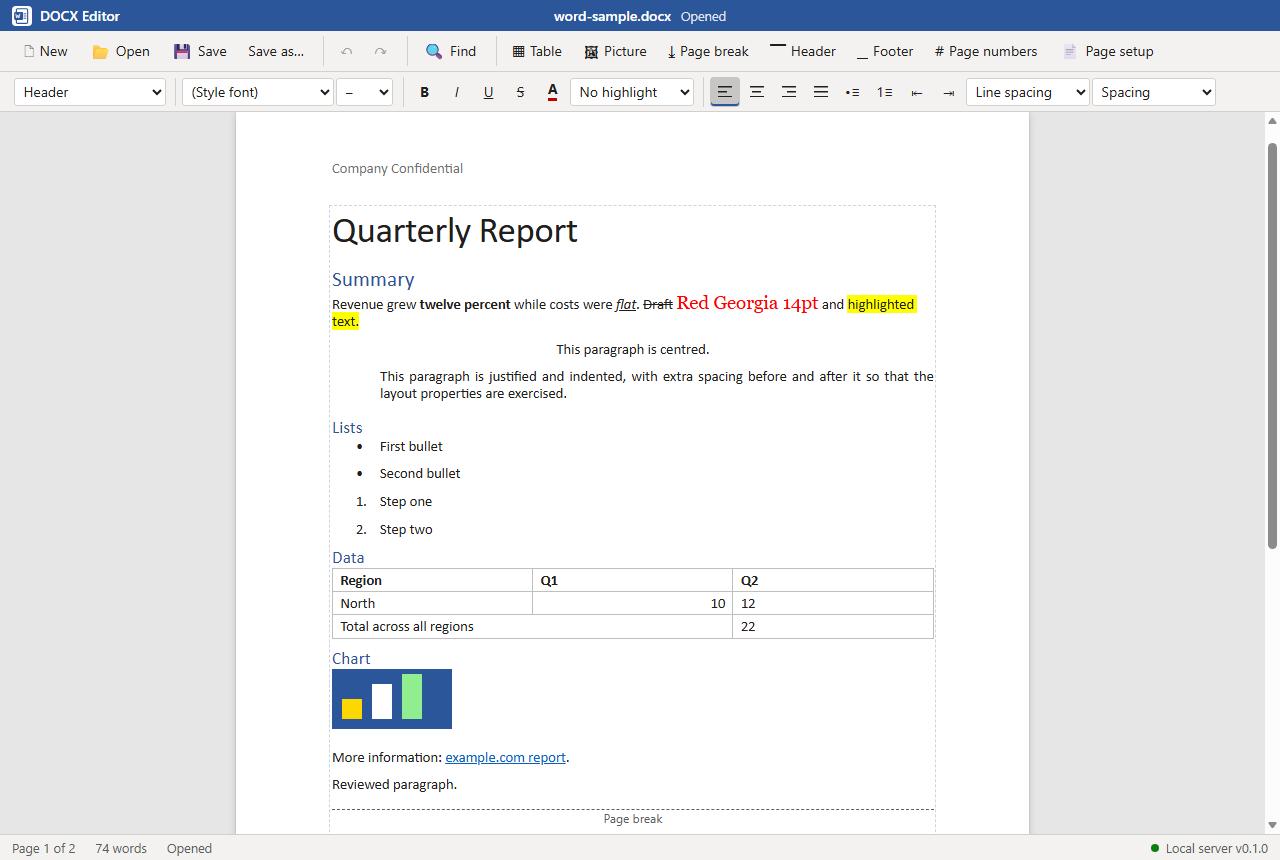 DOCX Editor
word-sample.docx Opened
New Open Save Save as... Find Table Picture Page break Header Footer # Page numbers Page setup
Header (Style font) – B I U S A No highlight Line spacing Spacing
Company Confidential
Quarterly Report
Summary
Revenue grew twelve percent while costs were flat. Draft Red Georgia 14pt and highlighted
text.
This paragraph is centred.
This paragraph is justified and indented, with extra spacing before and after it so that the
layout properties are exercised.
Lists
• First bullet
• Second bullet
1. Step one
2. Step two
Data
Region Q1 Q2
North 10 12
Total across all regions 22
Chart
More information: example.com report.
Reviewed paragraph.
Page break
Page 1 of 2 74 words Opened Local server v0.1.0